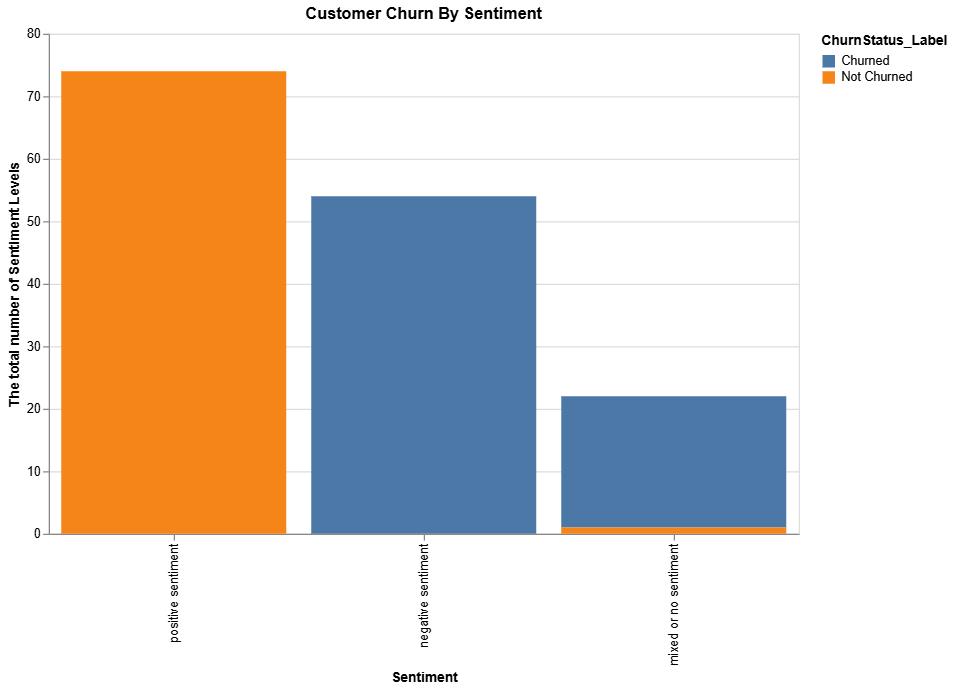 Customer Churn By Sentiment
ChurnStatus_Label
Churned
Not Churned
The total number of Sentiment Levels
80
70
60
50
40
30
20
10
0
positive sentiment
negative sentiment
mixed or no sentiment
Sentiment